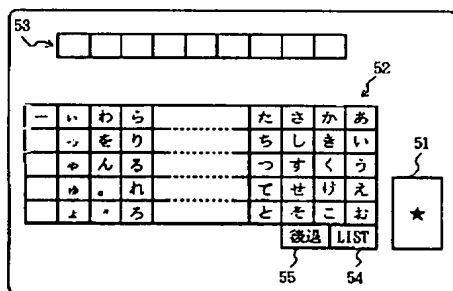 53
52
ー ぃ わ ら ‥‥‥‥ た さ か あ
っ を り ‥‥‥‥ ち し き い
ゃ ん る ‥‥‥‥ つ す く う
ゅ 。 れ ‥‥‥‥ て せ け え
ょ ゛ ろ ‥‥‥‥ と そ こ お
51
★
後退 LIST
55 54